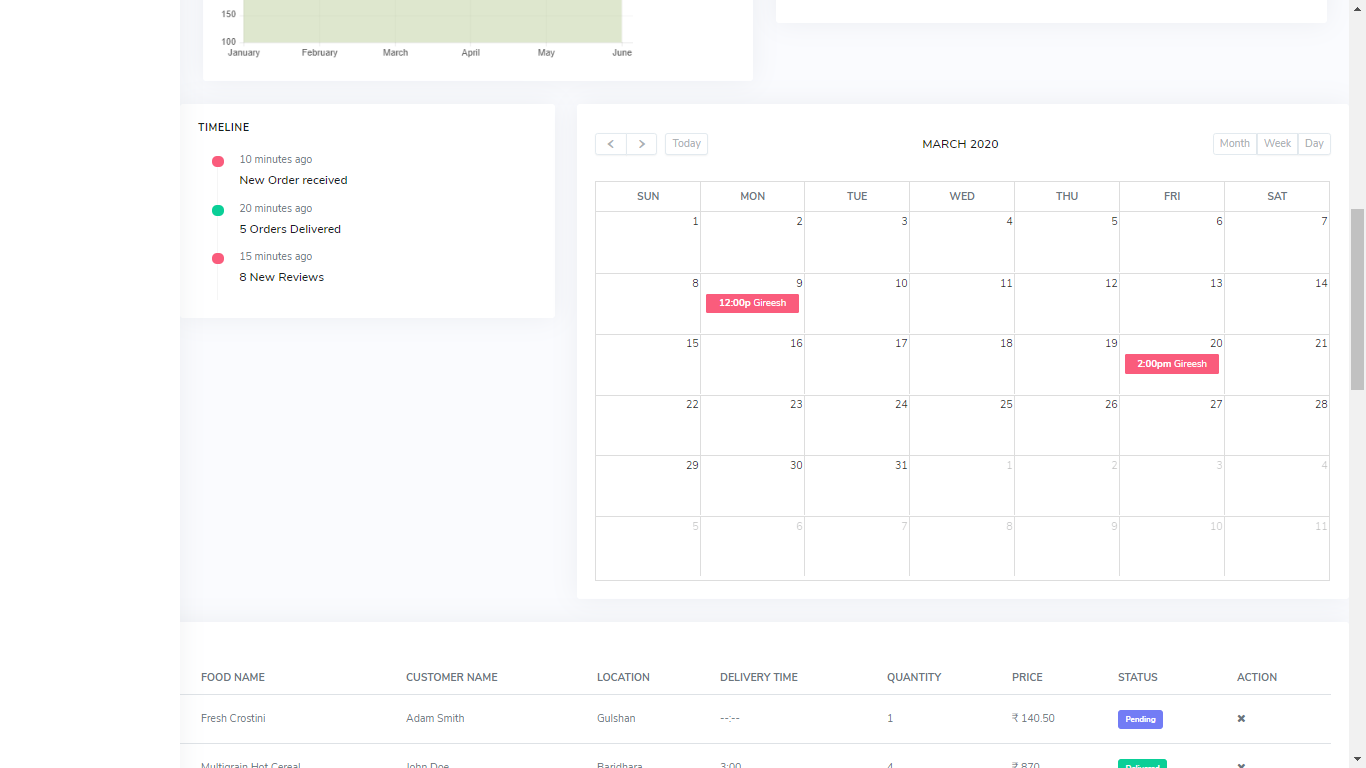 150
100
January February March April May June
TIMELINE
10 minutes ago
New Order received
20 minutes ago
5 Orders Delivered
15 minutes ago
8 New Reviews
Today MARCH 2020 Month Week Day
SUN MON TUE WED THU FRI SAT
1 2 3 4 5 6 7
8 9 10 11 12 13 14
12:00p Gireesh
15 16 17 18 19 20 21
2:00pm Gireesh
22 23 24 25 26 27 28
29 30 31 1 2 3 4
5 6 7 8 9 10 11
FOOD NAME CUSTOMER NAME LOCATION DELIVERY TIME QUANTITY PRICE STATUS ACTION
Fresh Crostini Adam Smith Gulshan --:-- 1 ₹ 140.50 Pending
Multigrain Hot Cereal John Doe Baridhara 3:00 4 ₹ 870 Delivered